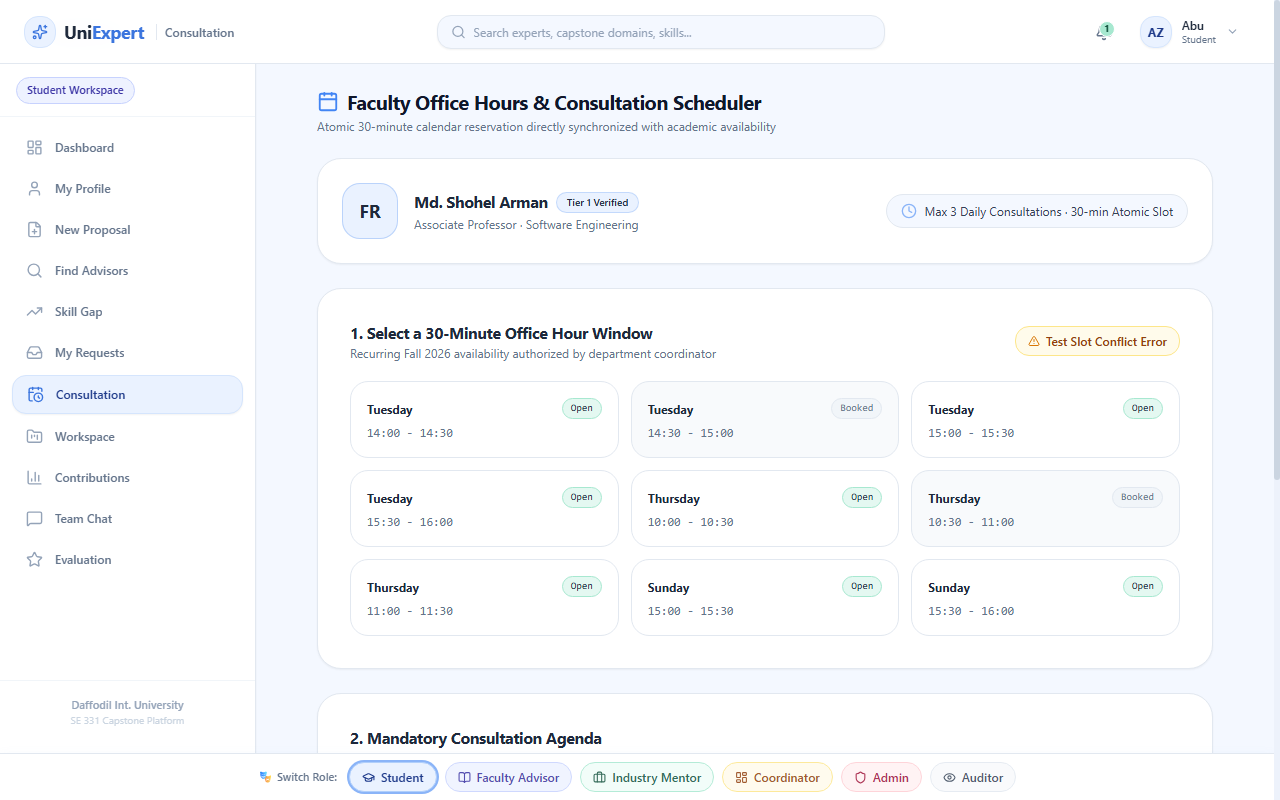 UniExpert Consultation
Search experts, capstone domains, skills...
1
AZ
Abu
Student
Student Workspace
Dashboard
My Profile
New Proposal
Find Advisors
Skill Gap
My Requests
Consultation
Workspace
Contributions
Team Chat
Evaluation
Daffodil Int. University
SE 331 Capstone Platform
Faculty Office Hours & Consultation Scheduler
Atomic 30-minute calendar reservation directly synchronized with academic availability
FR
Md. Shohel Arman Tier 1 Verified
Associate Professor · Software Engineering
Max 3 Daily Consultations · 30-min Atomic Slot
1. Select a 30-Minute Office Hour Window
Recurring Fall 2026 availability authorized by department coordinator
Test Slot Conflict Error
Tuesday Open
14:00 - 14:30
Tuesday Booked
14:30 - 15:00
Tuesday Open
15:00 - 15:30
Tuesday Open
15:30 - 16:00
Thursday Open
10:00 - 10:30
Thursday Booked
10:30 - 11:00
Thursday Open
11:00 - 11:30
Sunday Open
15:00 - 15:30
Sunday Open
15:30 - 16:00
2. Mandatory Consultation Agenda
Switch Role: Student Faculty Advisor Industry Mentor Coordinator Admin Auditor